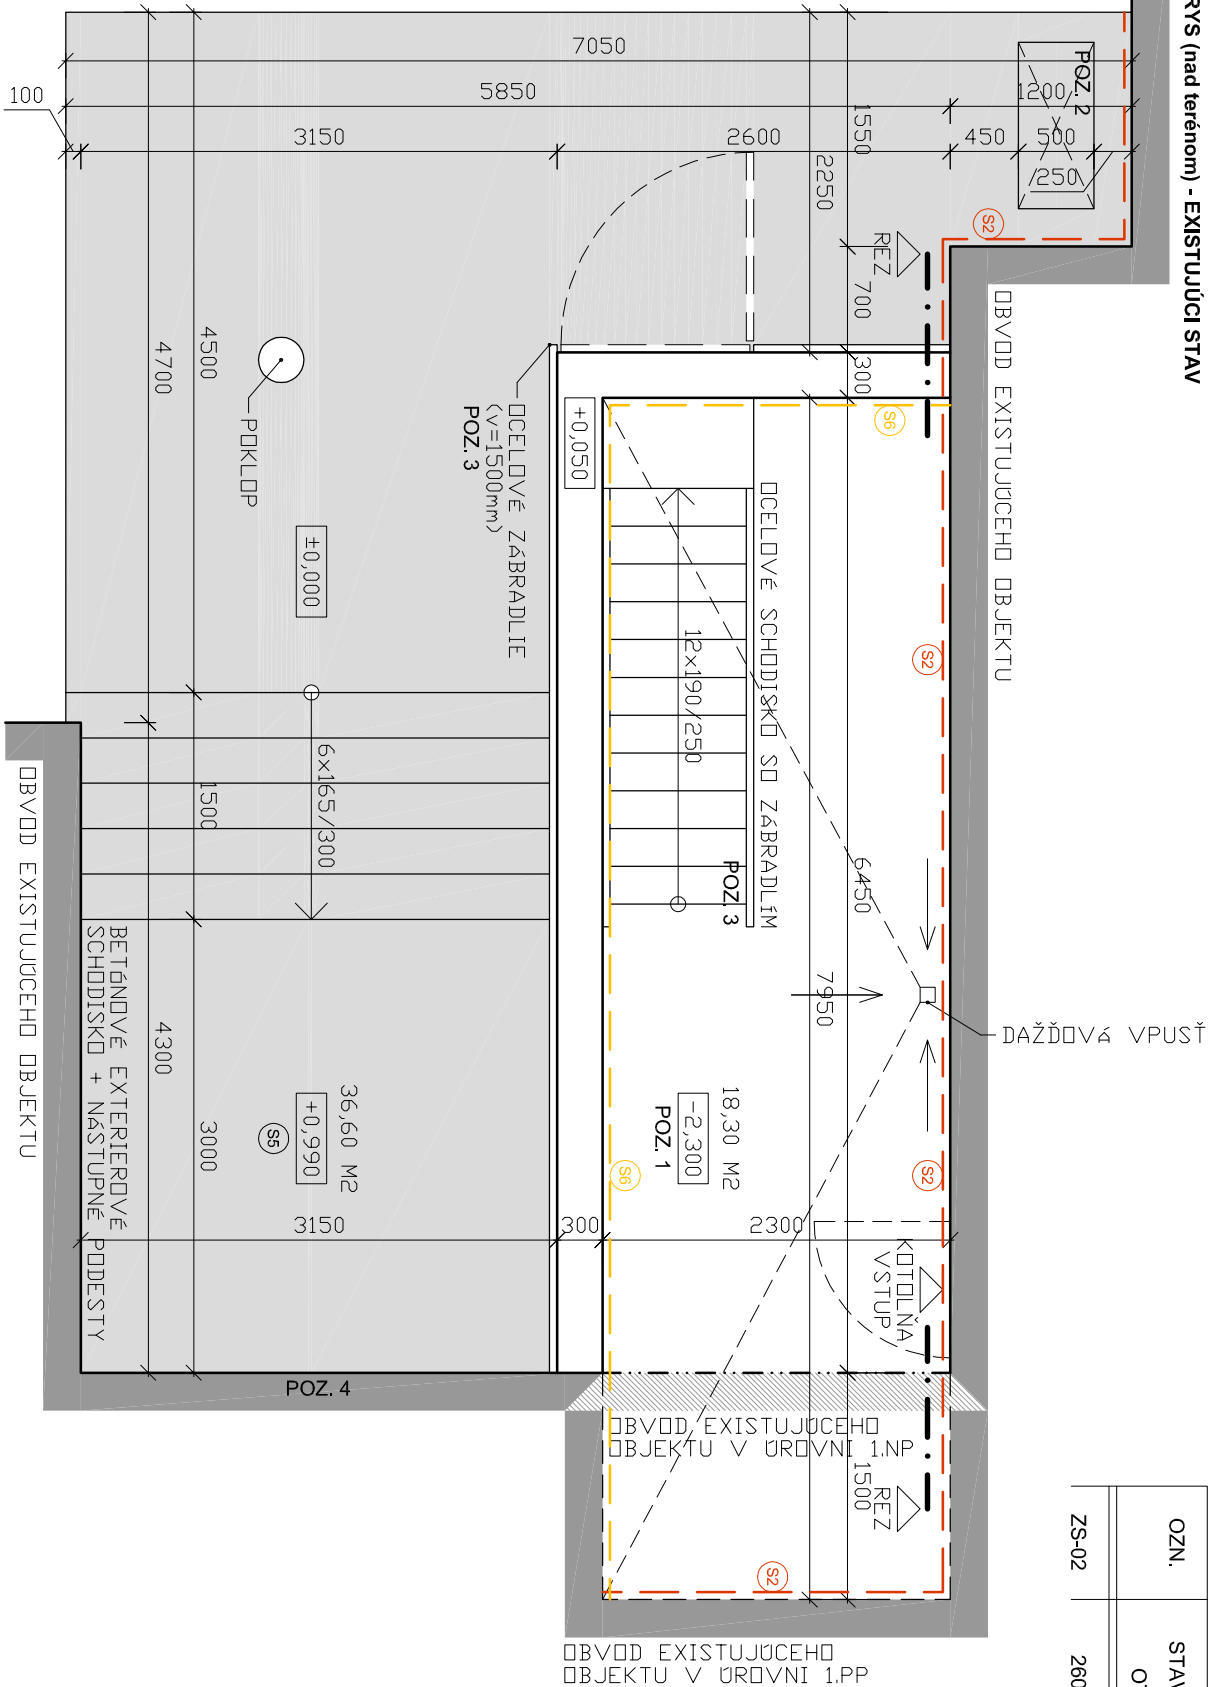 RYS (nad terénom) - EXISTUJÚCI STAV
7050
5850
1200
100
3150
2600
450
500
250
POZ. 2
1550
2250
S2
REZ
700
300
4500
4700
POKLOP
OCELOVÉ ZÁBRADLIE
(v=1500mm)
POZ. 3
+0,050
S6
OBVOD EXISTUJÚCEHO OBJEKTU
±0,000
OCELOVÉ SCHODISKO SO ZÁBRADLÍM
POZ. 3
12x190/250
S2
6x165/300
1500
6450
7950
DAŽĎOVÁ VPUSŤ
OBVOD EXISTUJÚCEHO OBJEKTU
BETÓNOVÉ EXTERIEROVÉ
SCHODISKO + NÁSTUPNÉ PODESTY
4300
3000
36,60 M2
+0,990
S5
18,30 M2
-2,300
POZ. 1
S6
S2
3150
300
2300
KOTOLŇA
VSTUP
POZ. 4
OBVOD EXISTUJÚCEHO
OBJEKTU V ÚROVNI 1.NP
1500
REZ
S2
OBVOD EXISTUJÚCEHO
OBJEKTU V ÚROVNI 1.PP
OZN.
ZS-02